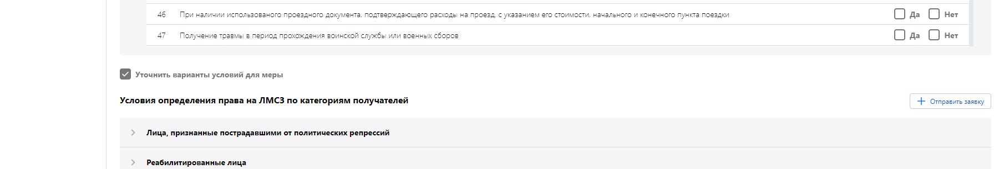 46 При наличии использованого проездного документа, подтверждающего расходы на проезд, с указанием его стоимости, начального и конечного пункта поездки Да Нет
47 Получение травмы в период прохождения воинской службы или военных сборов Да Нет
Уточнить варианты условий для меры
Условия определения права на ЛМСЗ по категориям получателей Отправить заявку
Лица, признанные пострадавшими от политических репрессий
Реабилитированные лица